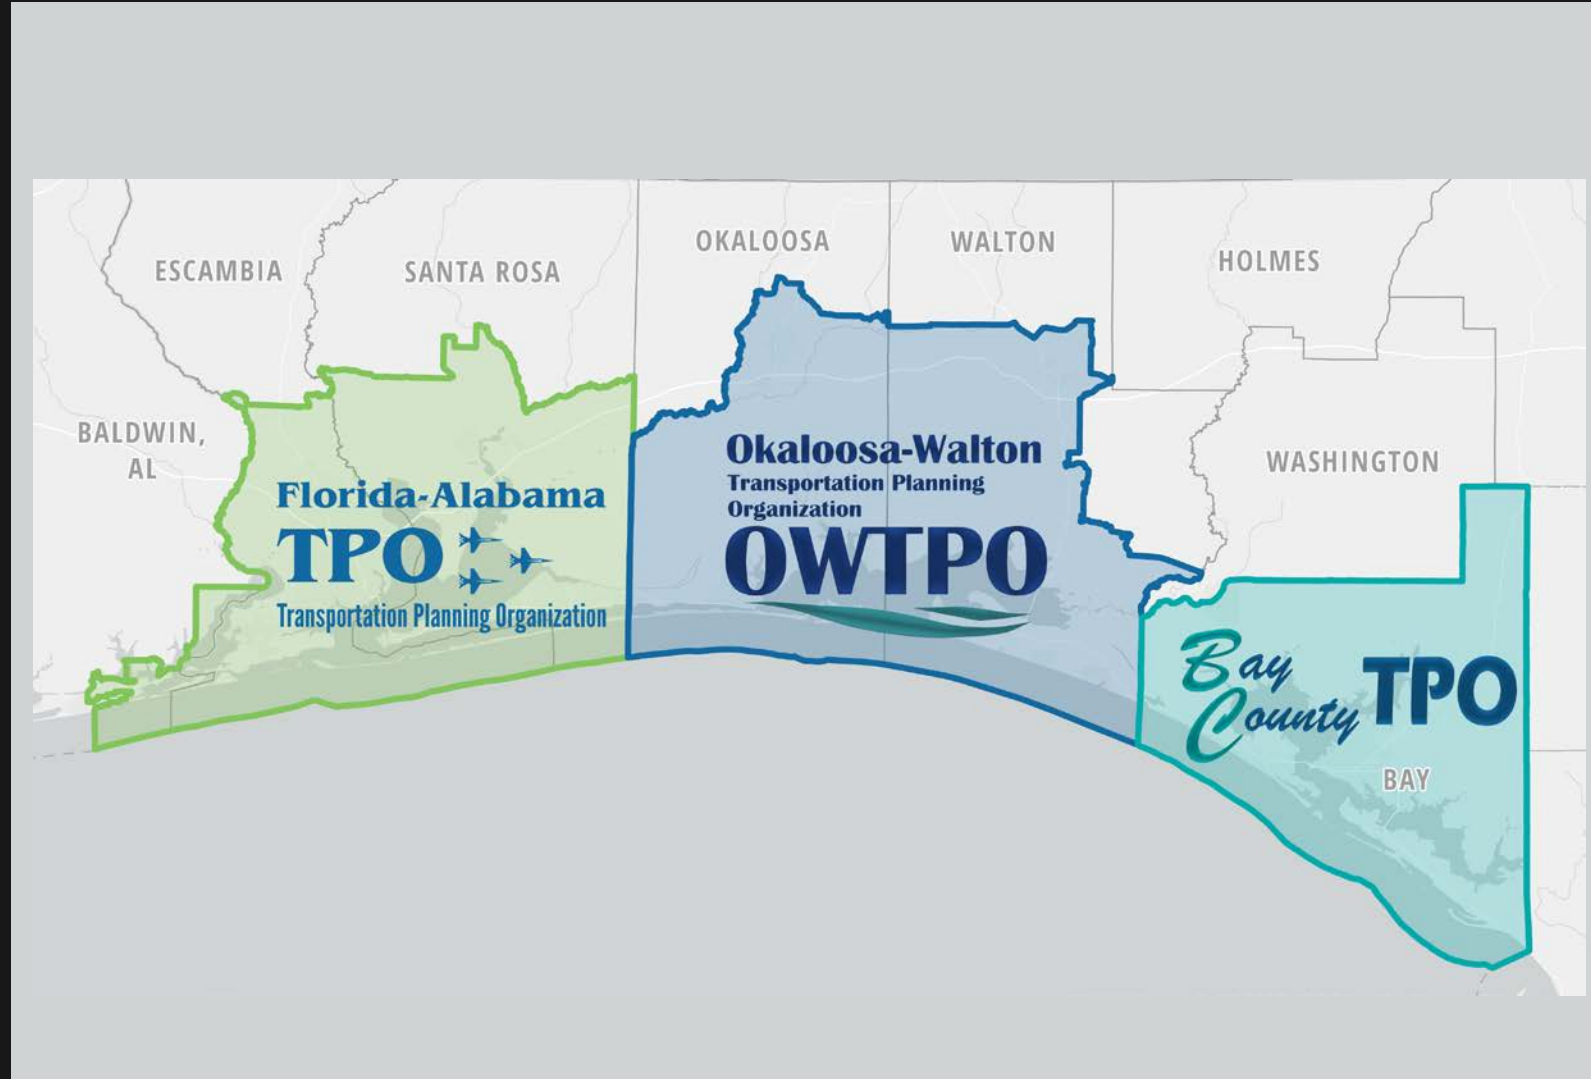 OKALOOSA
WALTON
HOLMES
ESCAMBIA
SANTA ROSA
BALDWIN,
AL
WASHINGTON
Florida-Alabama
TPO
Transportation Planning Organization
Okaloosa-Walton
Transportation Planning
Organization
OWTPO
Bay
County
TPO
BAY